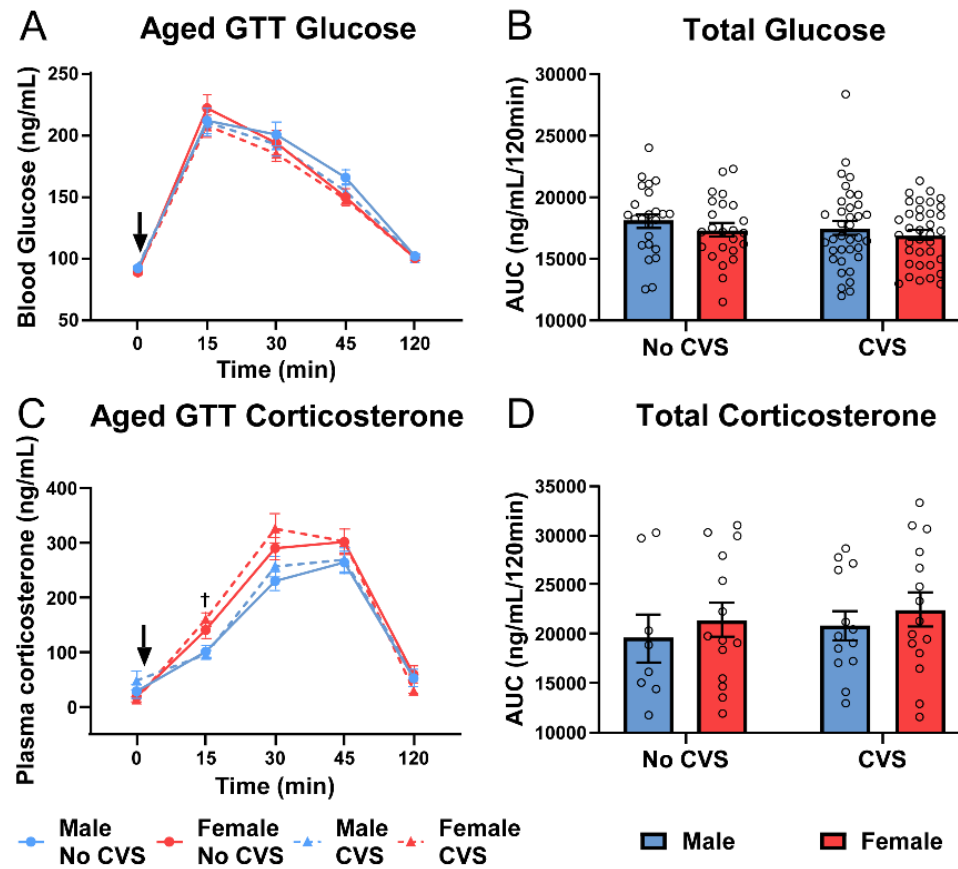 A
Aged GTT Glucose
Blood Glucose (ng/mL)
250
200
150
100
50
0
15
30
45
120
Time (min)
B
Total Glucose
AUC (ng/mL/120min)
30000
25000
20000
15000
10000
No CVS
CVS
C
Aged GTT Corticosterone
Plasma corticosterone (ng/mL)
400
300
200
100
0
†
0
15
30
45
120
Time (min)
D
Total Corticosterone
AUC (ng/mL/120min)
35000
30000
25000
20000
15000
10000
No CVS
CVS
Male
No CVS
Female
No CVS
Male
CVS
Female
CVS
Male
Female